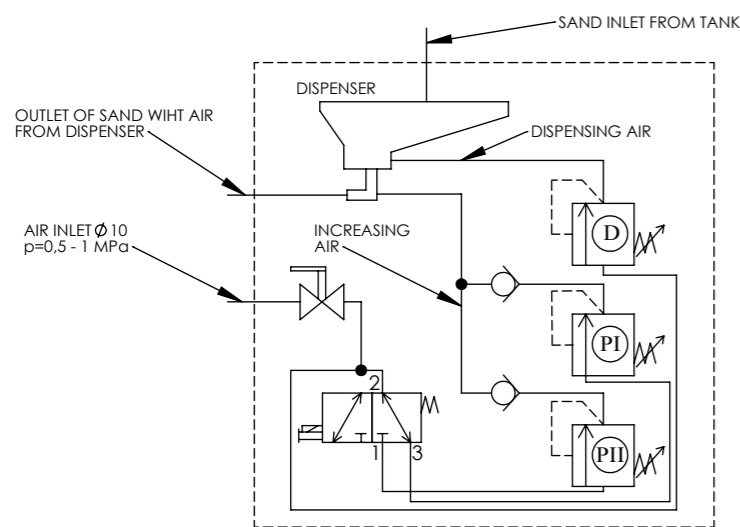 SAND INLET FROM TANK
DISPENSER
OUTLET OF SAND WIHT AIR
FROM DISPENSER
DISPENSING AIR
AIR INLET Ø 10
p=0,5 - 1 MPa
INCREASING
AIR
D
PI
2
1 3
PII